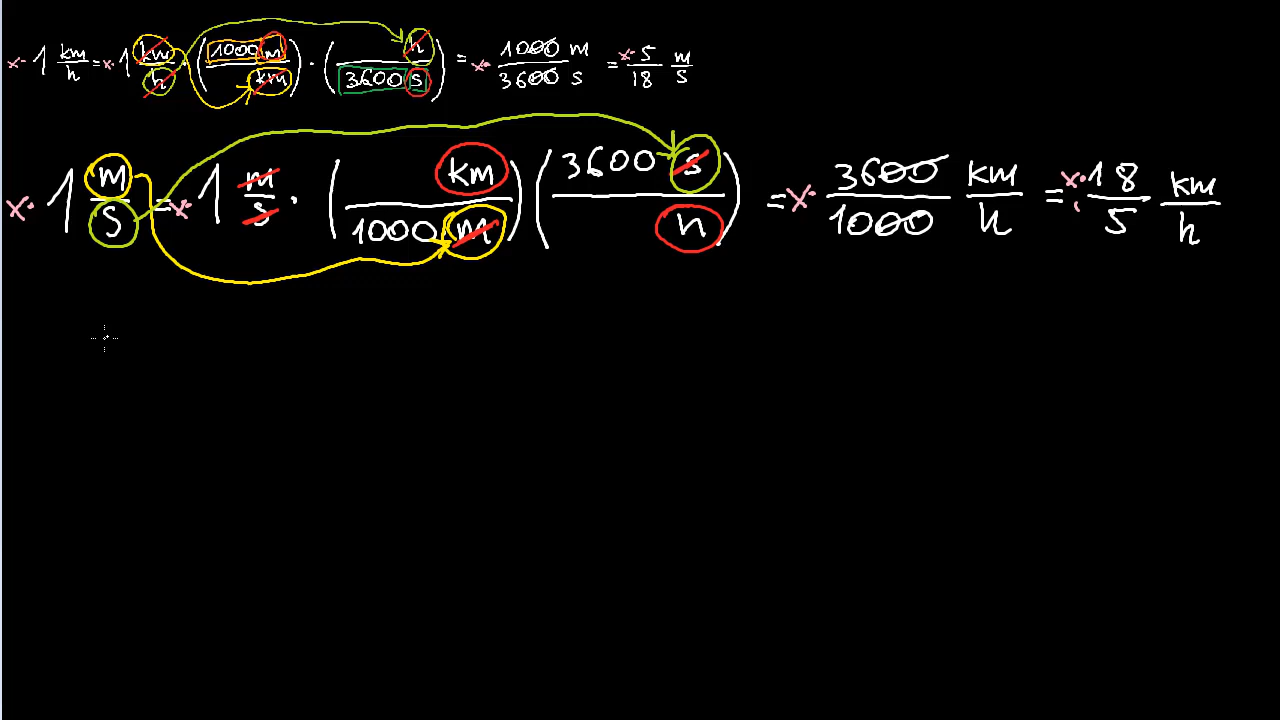 x· 1 km/h = x· 1 km/h · (1000 m / km) · (h / 3600 s) = x· 1000 m / 3600 s = x· 5/18 m/s
x· 1 m/s = x· 1 m/s · (km / 1000 m) (3600 s / h) = x· 3600/1000 km/h = x· 18/5 km/h